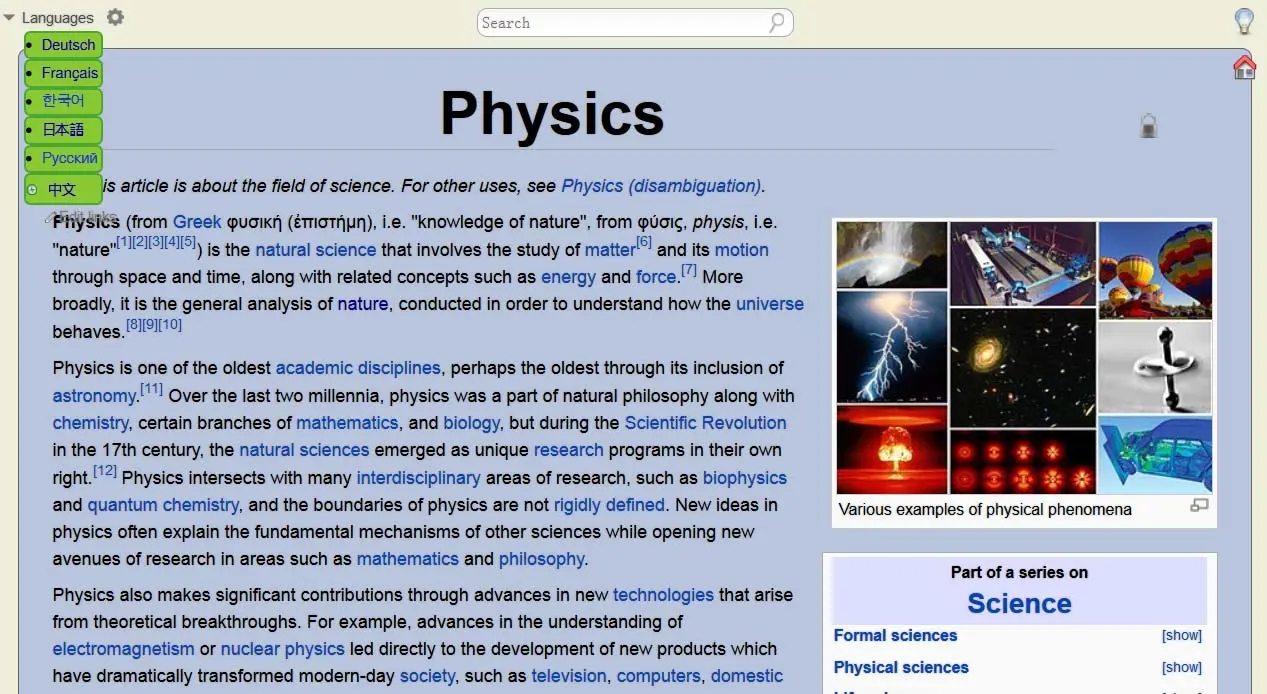 Languages
Search
Deutsch
Français
한국어
日本語
Русский
中文
Edit links
Physics
is article is about the field of science. For other uses, see Physics (disambiguation).
Physics (from Greek φυσική (ἐπιστήμη), i.e. "knowledge of nature", from φύσις, physis, i.e.
"nature"[1][2][3][4][5]) is the natural science that involves the study of matter[6] and its motion
through space and time, along with related concepts such as energy and force.[7] More
broadly, it is the general analysis of nature, conducted in order to understand how the universe
behaves.[8][9][10]
Physics is one of the oldest academic disciplines, perhaps the oldest through its inclusion of
astronomy.[11] Over the last two millennia, physics was a part of natural philosophy along with
chemistry, certain branches of mathematics, and biology, but during the Scientific Revolution
in the 17th century, the natural sciences emerged as unique research programs in their own
right.[12] Physics intersects with many interdisciplinary areas of research, such as biophysics
and quantum chemistry, and the boundaries of physics are not rigidly defined. New ideas in
physics often explain the fundamental mechanisms of other sciences while opening new
avenues of research in areas such as mathematics and philosophy.
Physics also makes significant contributions through advances in new technologies that arise
from theoretical breakthroughs. For example, advances in the understanding of
electromagnetism or nuclear physics led directly to the development of new products which
have dramatically transformed modern-day society, such as television, computers, domestic
Various examples of physical phenomena
Part of a series on
Science
Formal sciences [show]
Physical sciences [show]